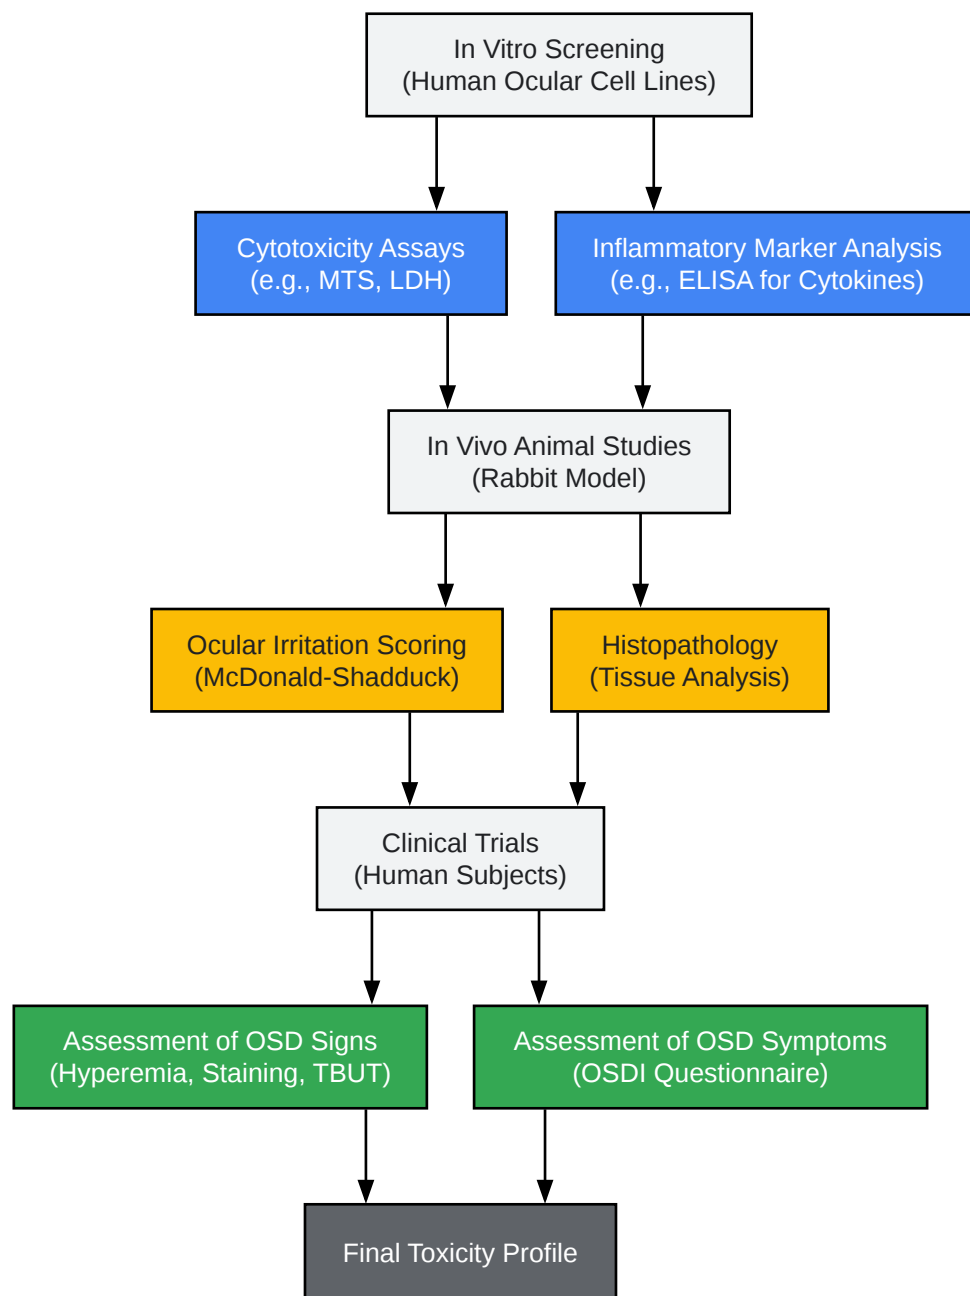 In Vitro Screening
(Human Ocular Cell Lines)
Cytotoxicity Assays
(e.g., MTS, LDH)
Inflammatory Marker Analysis
(e.g., ELISA for Cytokines)
In Vivo Animal Studies
(Rabbit Model)
Ocular Irritation Scoring
(McDonald-Shadduck)
Histopathology
(Tissue Analysis)
Clinical Trials
(Human Subjects)
Assessment of OSD Signs
(Hyperemia, Staining, TBUT)
Assessment of OSD Symptoms
(OSDI Questionnaire)
Final Toxicity Profile